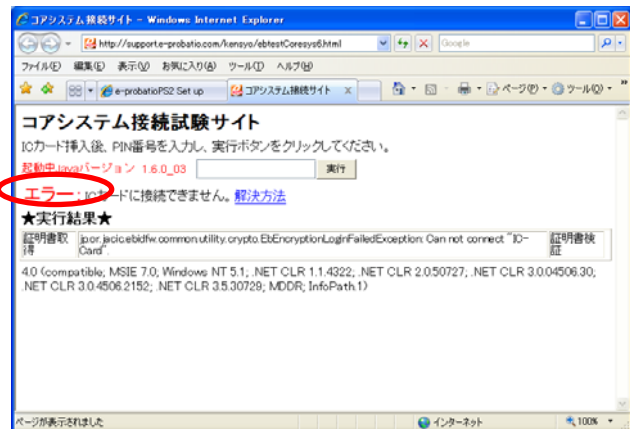 コアシステム接続サイト - Windows Internet Explorer
http://support.e-probatio.com/kensyo/ebtestCoresys6.html
Google
ファイル(F) 編集(E) 表示(V) お気に入り(A) ツール(T) ヘルプ(H)
e-probatioPS2 Set up コアシステム接続サイト ページ(P) ツール(O)
コアシステム接続試験サイト
ICカード挿入後、PIN番号を入力し、実行ボタンをクリックしてください。
起動中Javaバージョン 1.6.0_03 実行
エラー:ICカードに接続できません。解決方法
★実行結果★
証明書取得 jp.or.jacic.ebidfw.common.utility.crypto.EbEncryptionLoginFailedException: Can not connect "IC-Card". 証明書検証
4.0 (compatible; MSIE 7.0; Windows NT 5.1; .NET CLR 1.1.4322; .NET CLR 2.0.50727; .NET CLR 3.0.04506.30;
.NET CLR 3.0.4506.2152; .NET CLR 3.5.30729; MDDR; InfoPath.1)
ページが表示されました インターネット 100%